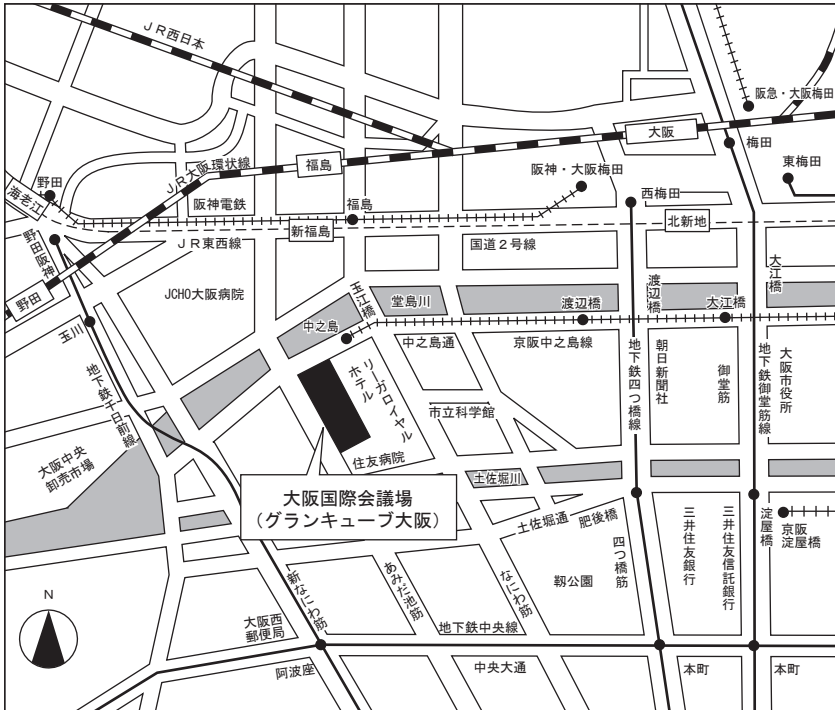 JR西日本
阪急・大阪梅田
大阪
梅田
東梅田
福島
JR大阪環状線
阪神・大阪梅田
野田
海老江
阪神電鉄
福島
西梅田
北新地
新福島
JR東西線
国道2号線
野田阪神
野田
JCHO大阪病院
玉江橋
堂島川
渡辺橋
渡辺橋
大江橋
大江橋
玉川
中之島
中之島通
京阪中之島線
地下鉄千日前線
リーガロイヤル
ホテル
市立科学館
地下鉄四つ橋線
朝日新聞社
御堂筋
地下鉄御堂筋線
大阪市役所
大阪中央
卸売市場
住友病院
土佐堀川
大阪国際会議場
(グランキューブ大阪)
土佐堀通
肥後橋
四つ橋筋
三井住友銀行
三井住友信託銀行
淀屋橋
京阪
淀屋橋
新なにわ筋
あみだ池筋
なにわ筋
靱公園
N
大阪西
郵便局
地下鉄中央線
阿波座
中央大通
本町
本町